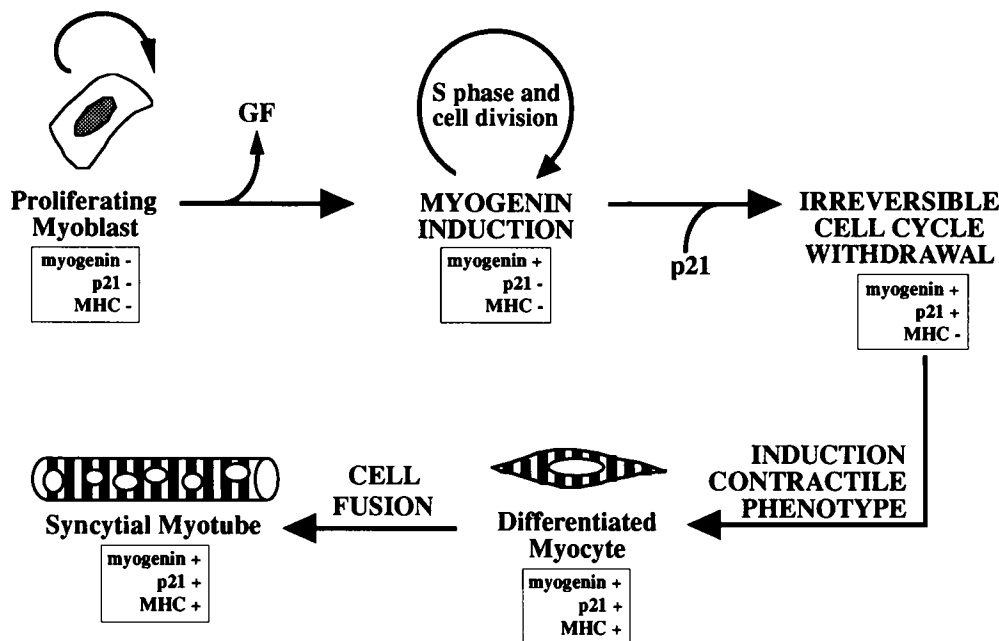 GF
Proliferating
Myoblast
myogenin -
p21 -
MHC -
S phase and
cell division
MYOGENIN
INDUCTION
myogenin +
p21 -
MHC -
p21
IRREVERSIBLE
CELL CYCLE
WITHDRAWAL
myogenin +
p21 +
MHC -
INDUCTION
CONTRACTILE
PHENOTYPE
Differentiated
Myocyte
myogenin +
p21 +
MHC +
CELL
FUSION
Syncytial Myotube
myogenin +
p21 +
MHC +